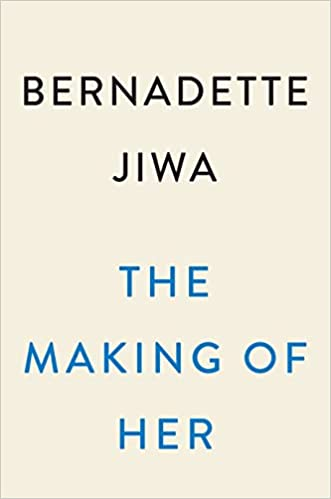 BERNADETTE
JIWA
THE
MAKING OF
HER